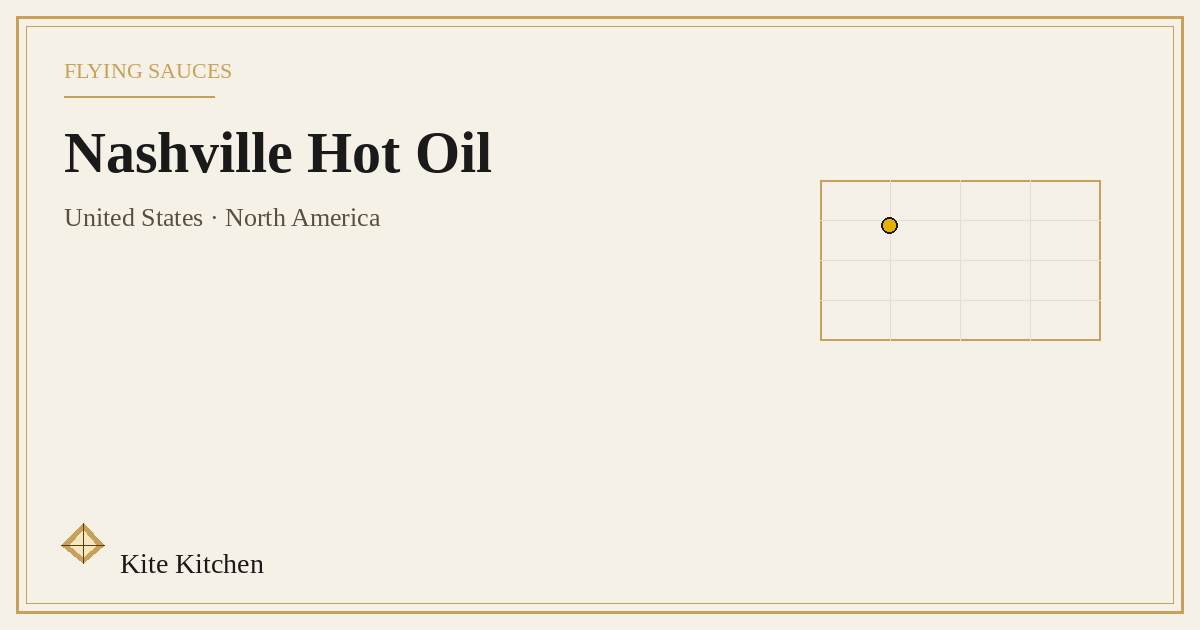 FLYING SAUCES
Nashville Hot Oil
United States · North America
Kite Kitchen